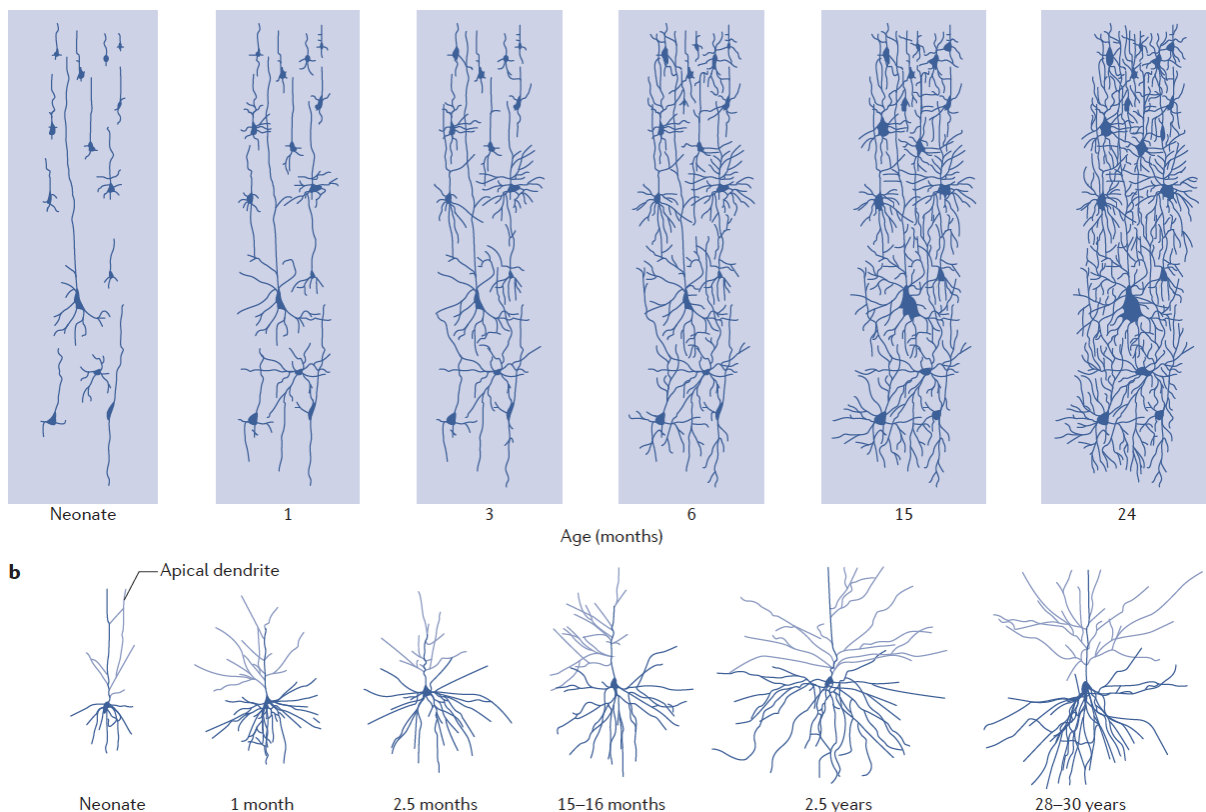 Neonate 1 3 6 15 24
Age (months)
b
Apical dendrite
Neonate 1 month 2.5 months 15–16 months 2.5 years 28–30 years